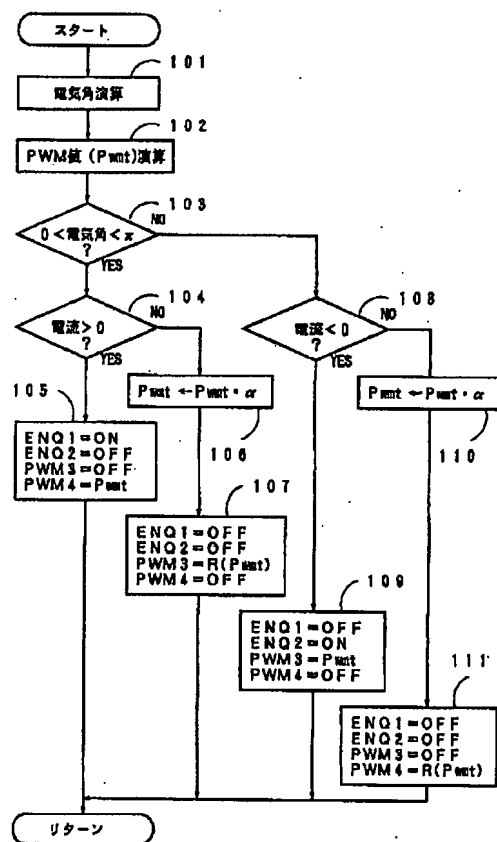 スタート
101
電気角演算
102
PWM値 (Pwmt) 演算
103
0<電気角<π
?
NO
YES
104
電流>0
?
NO
YES
108
電流<0
?
NO
YES
105
ENQ1=ON
ENQ2=OFF
PWM3=OFF
PWM4=Pwmt
Pwmt←Pwmt・α
106
107
ENQ1=OFF
ENQ2=OFF
PWM3=R(Pwmt)
PWM4=OFF
109
ENQ1=OFF
ENQ2=ON
PWM3=Pwmt
PWM4=OFF
Pwmt←Pwmt・α
110
111
ENQ1=OFF
ENQ2=OFF
PWM3=OFF
PWM4=R(Pwmt)
リターン